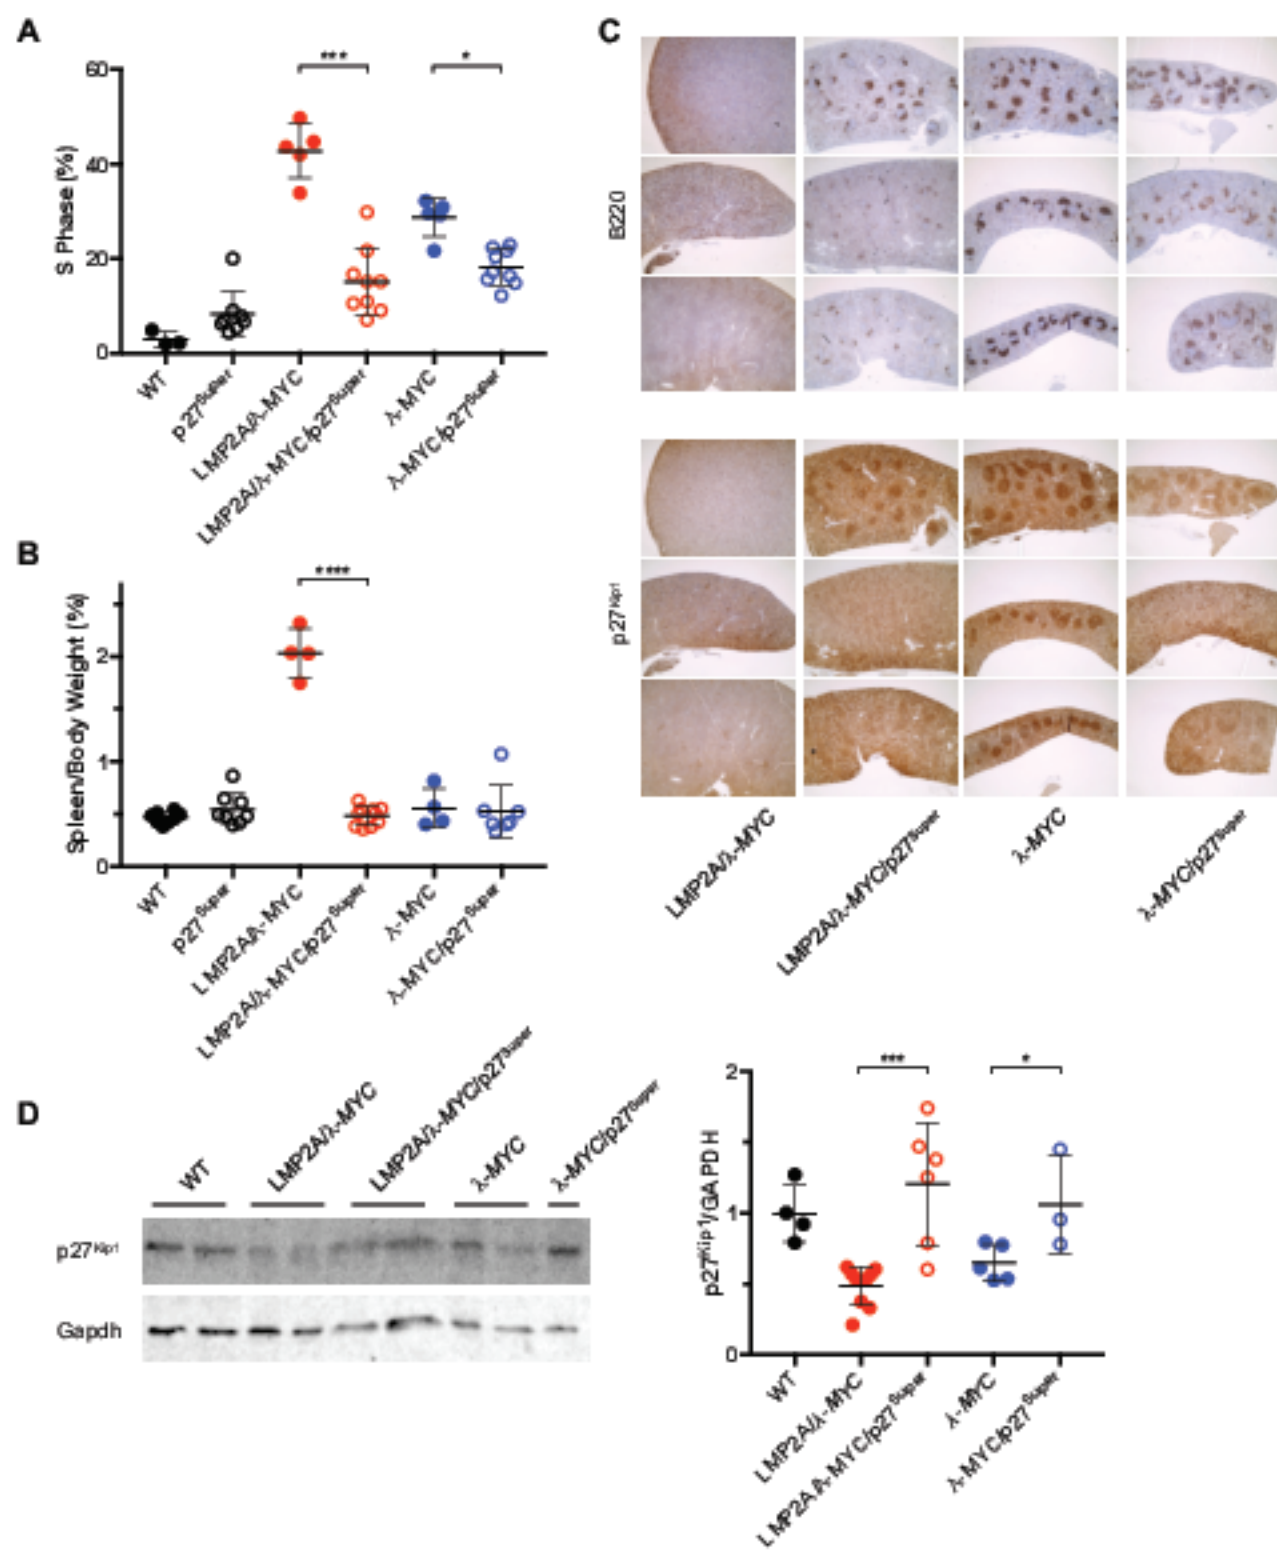 A
***
*
60
40
20
0
S Phase (%)
WT
p27Super
LMP2A/λ-MYC
LMP2A/λ-MYC/p27Super
λ-MYC
λ-MYC/p27Super
B
****
2
1
0
Spleen/Body Weight (%)
WT
p27Super
LMP2A/λ-MYC
LMP2A/λ-MYC/p27Super
λ-MYC
λ-MYC/p27Super
C
B220
p27Kip1
LMP2A/λ-MYC
LMP2A/λ-MYC/p27Super
λ-MYC
λ-MYC/p27Super
D
WT
LMP2A/λ-MYC
LMP2A/λ-MYC/p27Super
λ-MYC
λ-MYC/p27Super
p27Kip1
Gapdh
***
*
2
1
0
p27Kip1/GAPDH
WT
LMP2A/λ-MYC
LMP2A/λ-MYC/p27Super
λ-MYC
λ-MYC/p27Super